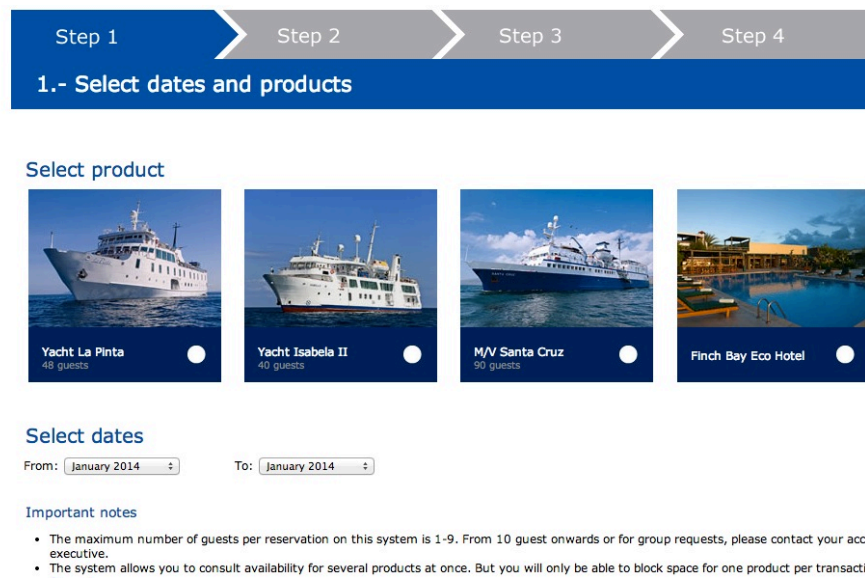 Step 1
Step 2
Step 3
Step 4
1.- Select dates and products
Select product
Yacht La Pinta
48 guests
Yacht Isabela II
40 guests
M/V Santa Cruz
90 guests
Finch Bay Eco Hotel
Select dates
From: January 2014
To: January 2014
Important notes
• The maximum number of guests per reservation on this system is 1-9. From 10 guest onwards or for group requests, please contact your
executive.
• The system allows you to consult availability for several products at once. But you will only be able to block space for one product per